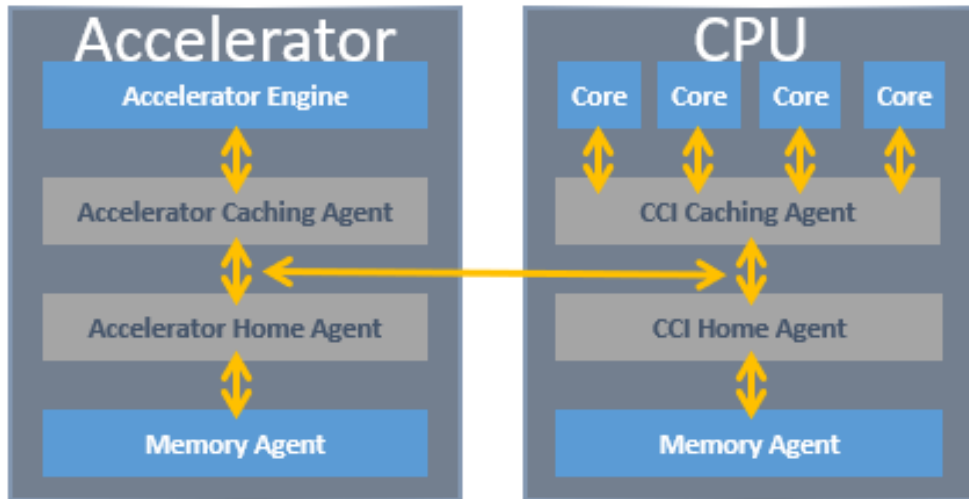 Accelerator
Accelerator Engine
Accelerator Caching Agent
Accelerator Home Agent
Memory Agent
CPU
Core Core Core Core
CCI Caching Agent
CCI Home Agent
Memory Agent